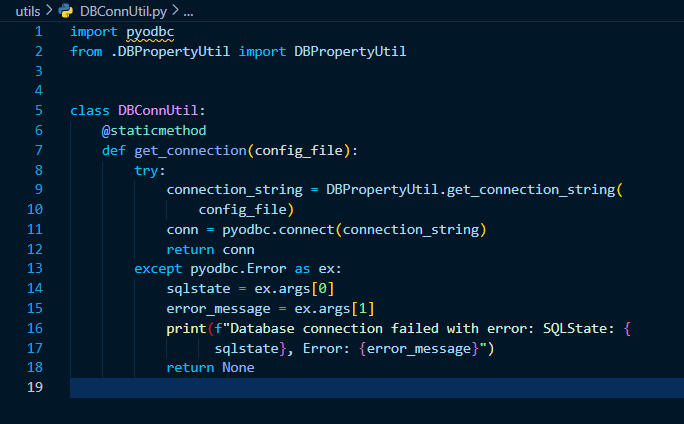 utils > DBConnUtil.py > ...
1 import pyodbc
2 from .DBPropertyUtil import DBPropertyUtil
3
4
5 class DBConnUtil:
6     @staticmethod
7     def get_connection(config_file):
8         try:
9             connection_string = DBPropertyUtil.get_connection_string(
10                 config_file)
11             conn = pyodbc.connect(connection_string)
12             return conn
13         except pyodbc.Error as ex:
14             sqlstate = ex.args[0]
15             error_message = ex.args[1]
16             print(f"Database connection failed with error: SQLState: {
17                   sqlstate}, Error: {error_message}")
18             return None
19